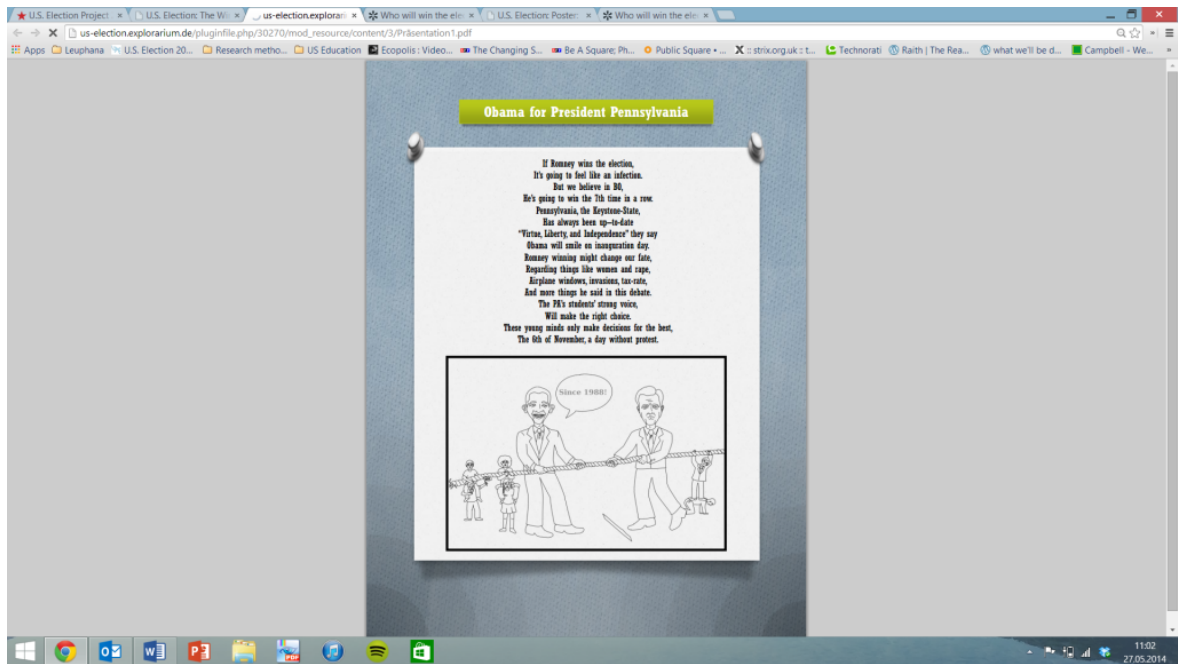 U.S. Election Project
U.S. Election: The Wi
us-election.explorari
Who will win the ele
U.S. Election: Poster:
Who will win the ele
us-election.explorarium.de/pluginfile.php/30270/mod_resource/content/3/Präsentation1.pdf
Apps Leuphana U.S. Election 20... Research metho... US Education Ecopolis : Video... The Changing S... Be A Square: Ph... Public Square • ... :: strix.org.uk :: t... Technorati Raith | The Rea... what we'll be d... Campbell - We...
Obama for President Pennsylvania
If Romney wins the election,
It's going to feel like an infection.
But we believe in BO,
He's going to win the 7th time in a row.
Pennsylvania, the Keystone-State,
Has always been up-to-date
"Virtue, Liberty, and Independence" they say
Obama will smile on inauguration day.
Romney winning might change our fate,
Regarding things like women and rape,
Airplane windows, invasions, tax-rate,
And more things he said in this debate.
The PA's students' strong voice,
Will make the right choice.
These young minds only make decisions for the best,
The 6th of November, a day without protest.
Since 1988!
11:02
27.05.2014